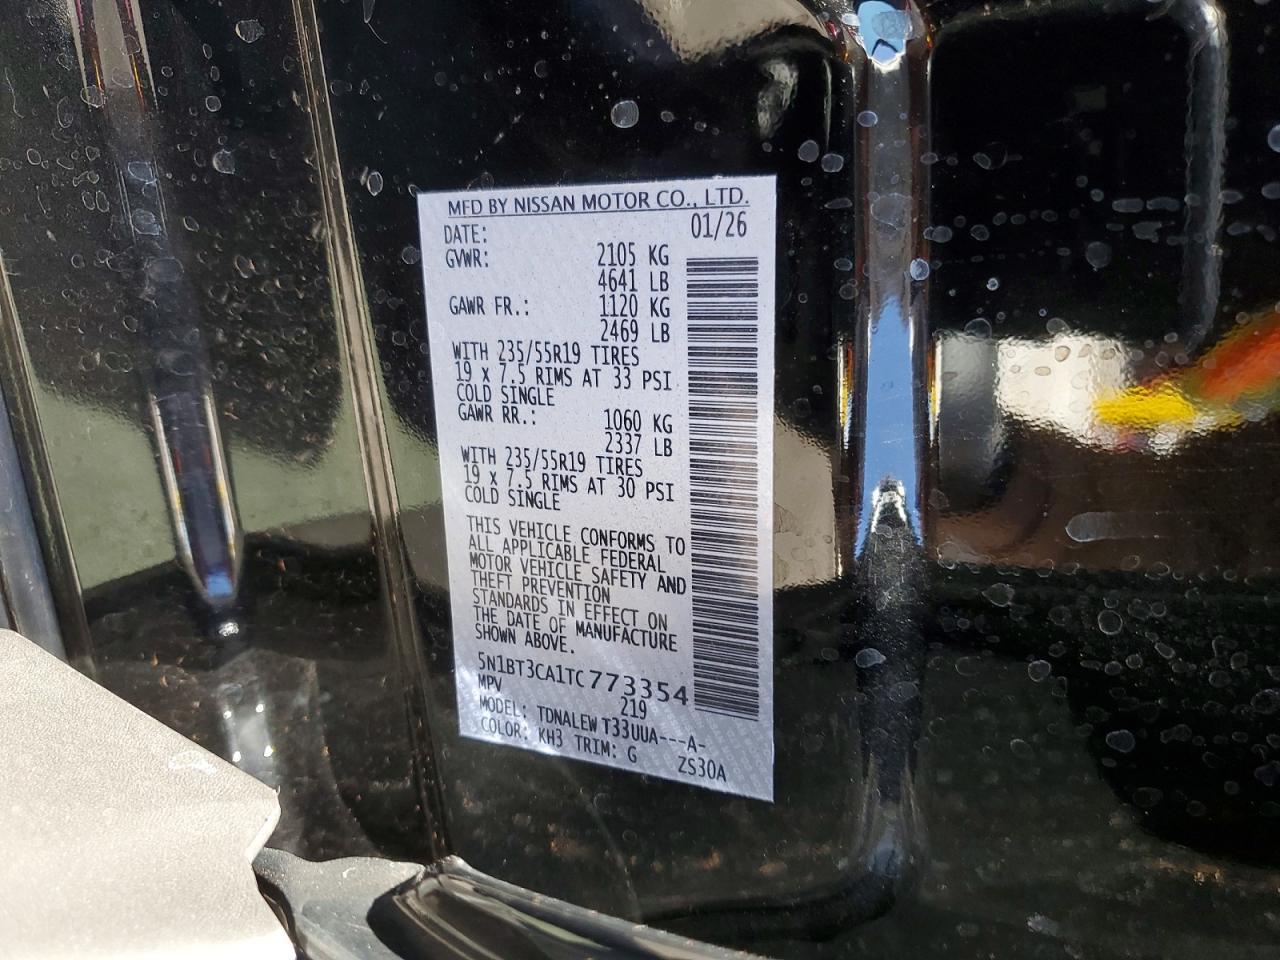 MFD BY NISSAN MOTOR CO., LTD.
DATE: 01/26
GVWR: 2105 KG
4641 LB
GAWR FR.: 1120 KG
2469 LB
WITH 235/55R19 TIRES
19 X 7.5 RIMS AT 33 PSI
COLD SINGLE
GAWR RR.: 1060 KG
2337 LB
WITH 235/55R19 TIRES
19 X 7.5 RIMS AT 30 PSI
COLD SINGLE
THIS VEHICLE CONFORMS TO
ALL APPLICABLE FEDERAL
MOTOR VEHICLE SAFETY AND
THEFT PREVENTION
STANDARDS IN EFFECT ON
THE DATE OF MANUFACTURE
SHOWN ABOVE.
5N1BT3CA1TC773354
MPV 219
MODEL: TDNALEW T33UUA---A-
COLOR: KH3 TRIM: G ZS30A